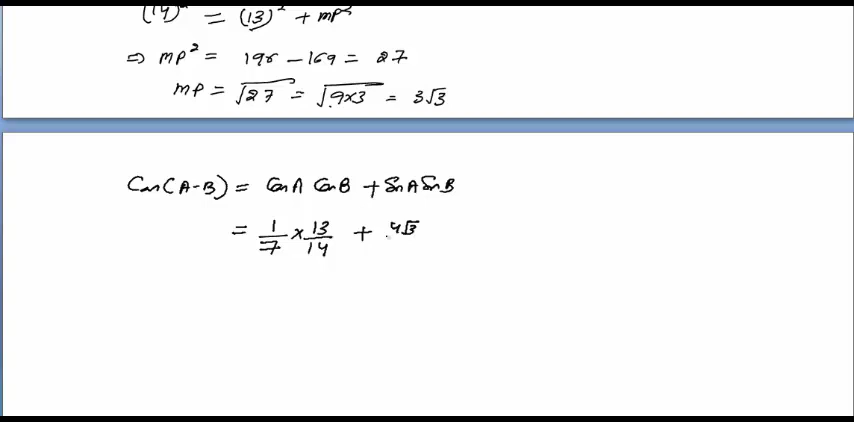 (14)² = (13)² + MP²
⇒ MP² = 196 – 169 = 27
MP = √27 = √9×3 = 3√3
Cos(A-B) = CosA CosB + SinA SinB
= 1/7 × 13/14 + 4√3